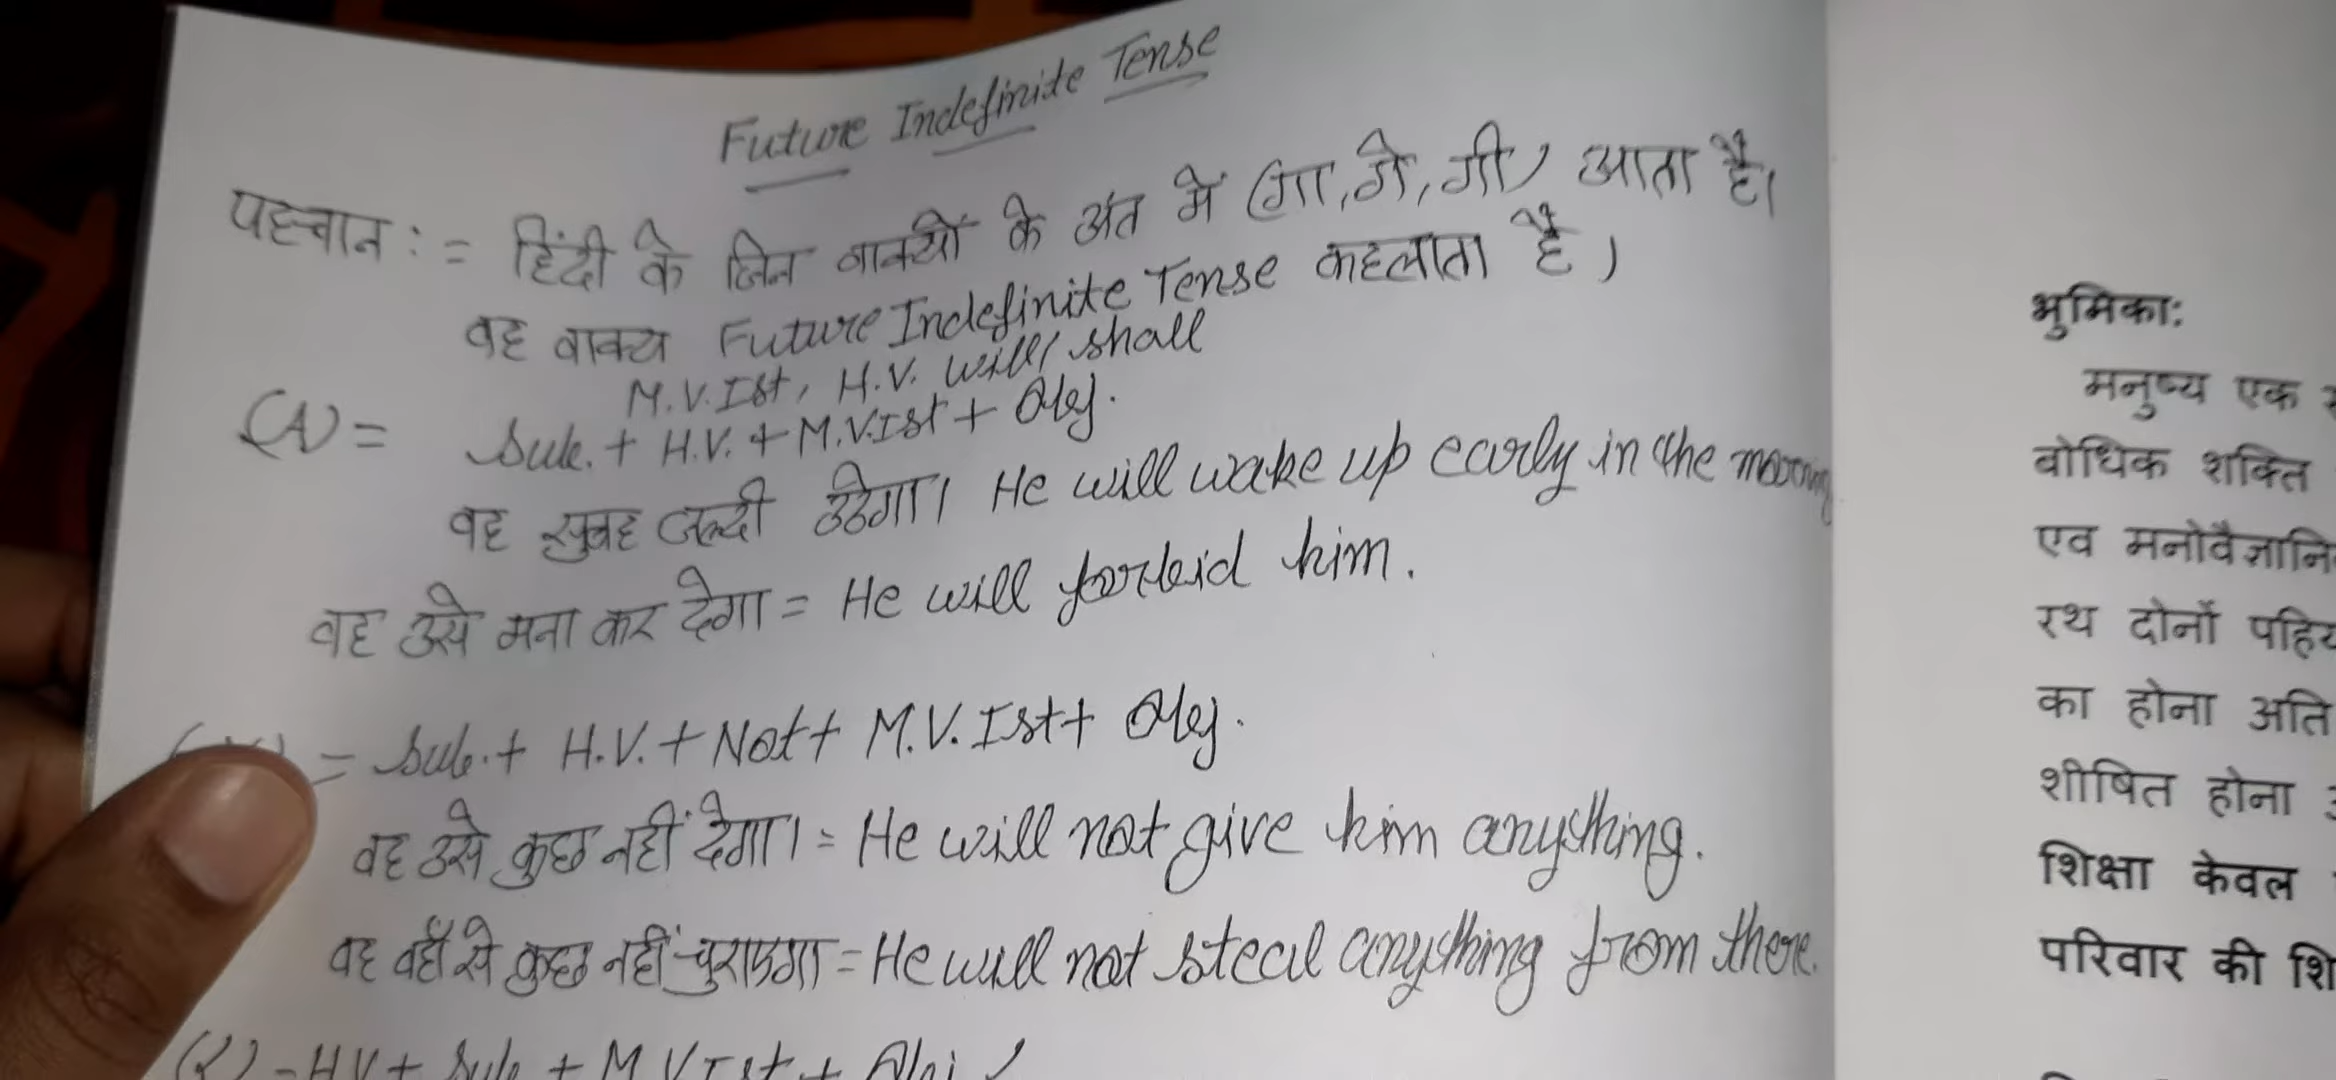 Future Indefinite Tense
पहचान := हिंदी के जिन वाक्यों के अंत में (गा, गे, गी) आता है।
वह वाक्य Future Indefinite Tense कहलाता है।
M.V.Ist, H.V. will/shall
(A) = Sub. + H.V. + M.V.Ist + Obj.
वह सुबह जल्दी उठेगा। He will wake up early in the morning
वह उसे मना कर देगा = He will forbid him.
= Sub. + H.V. + Not + M.V. Ist + Obj.
वह उसे कुछ नहीं देगा। = He will not give him anything.
वह वहाँ से कुछ नहीं चुराएगा = He will not steal anything from there.
H.V + Sub + M.V Ist + Obj
भुमिका:
मनुष्य एक
बोधिक शक्ति
एव मनोवैज्ञानि
रथ दोर्नो पहिय
का होना अति
शीषित होना
शिक्षा केवल
परिवार की शि